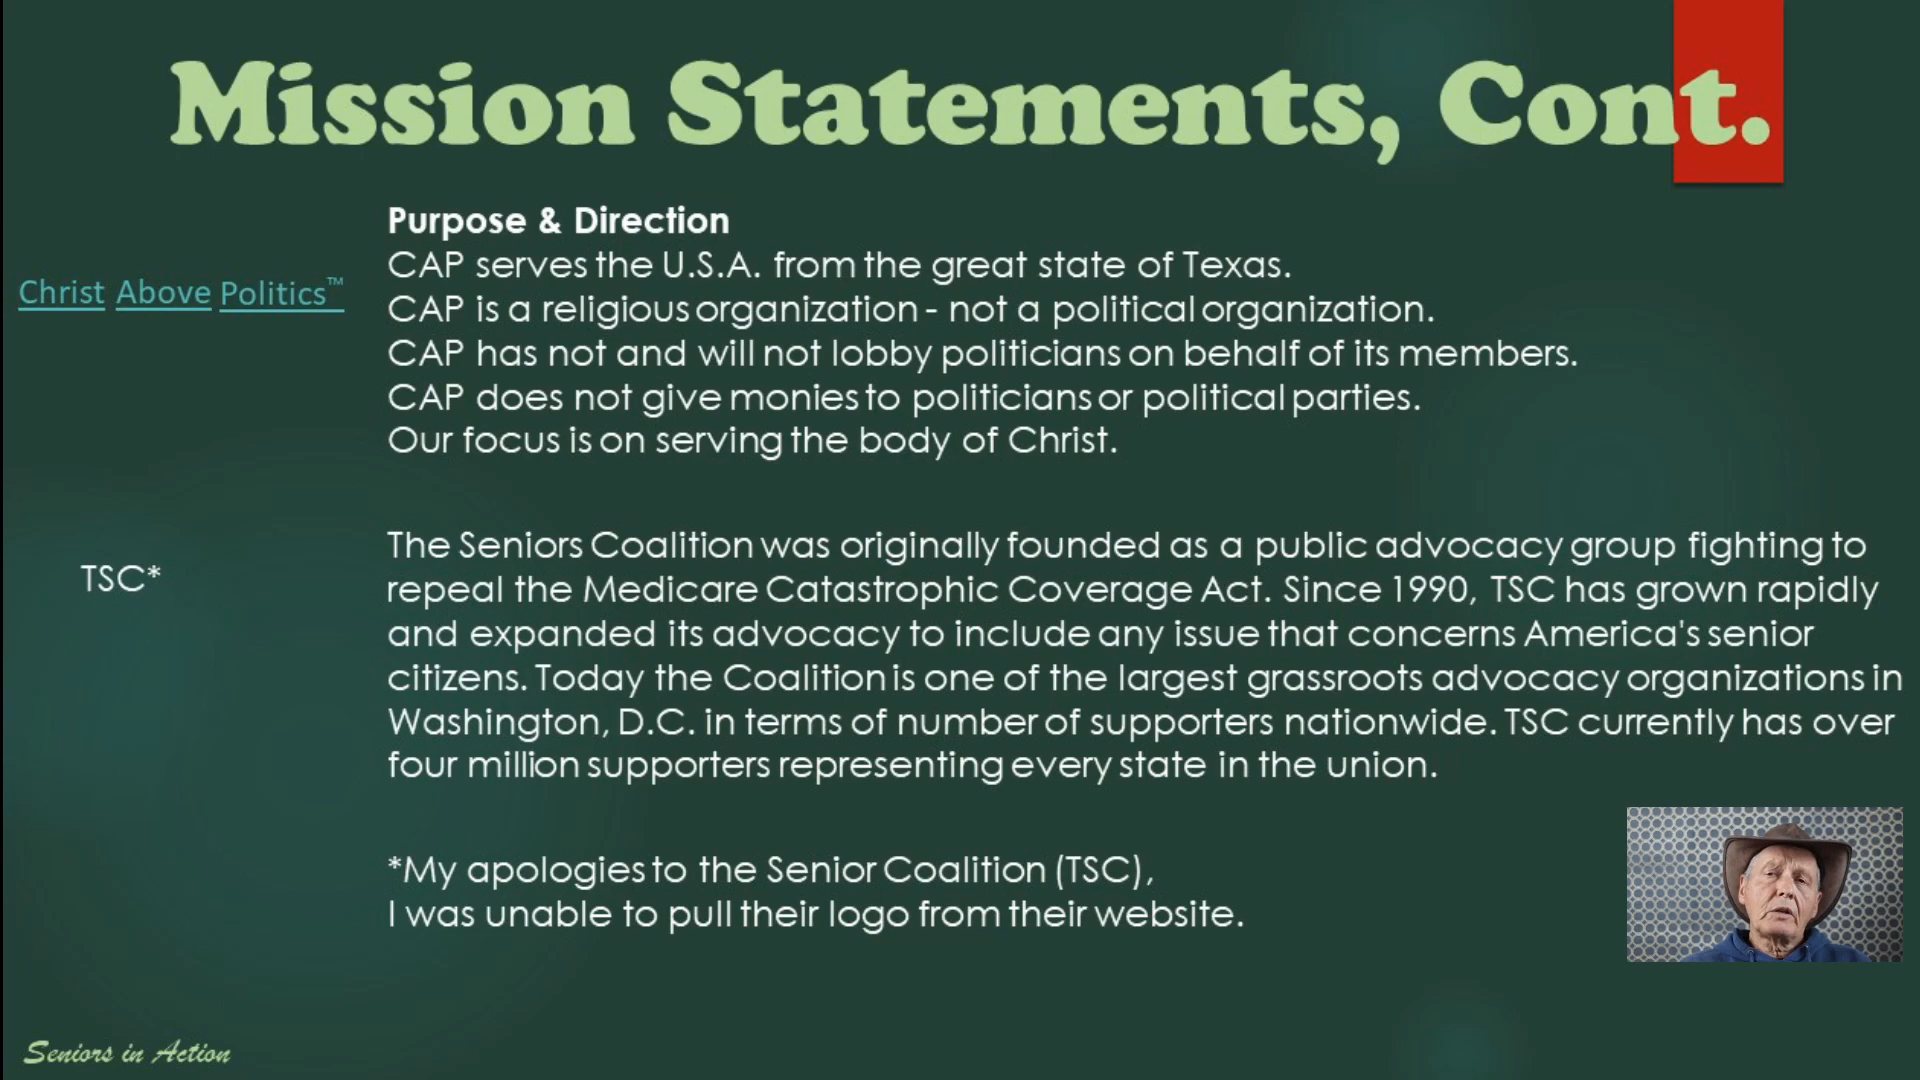 Mission Statements, Cont.
Christ Above Politics™
Purpose & Direction
CAP serves the U.S.A. from the great state of Texas.
CAP is a religious organization - not a political organization.
CAP has not and will not lobby politicians on behalf of its members.
CAP does not give monies to politicians or political parties.
Our focus is on serving the body of Christ.
TSC*
The Seniors Coalition was originally founded as a public advocacy group fighting to
repeal the Medicare Catastrophic Coverage Act. Since 1990, TSC has grown rapidly
and expanded its advocacy to include any issue that concerns America's senior
citizens. Today the Coalition is one of the largest grassroots advocacy organizations in
Washington, D.C. in terms of number of supporters nationwide. TSC currently has over
four million supporters representing every state in the union.
*My apologies to the Senior Coalition (TSC),
I was unable to pull their logo from their website.
Seniors in Action